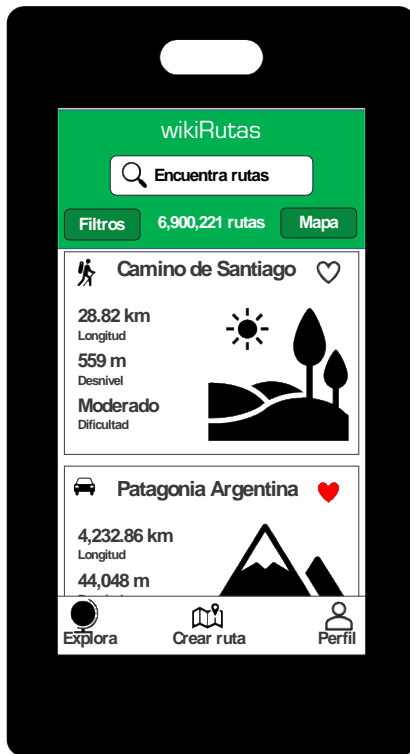 wikiRutas
Encuentra rutas
Filtros 6,900,221 rutas Mapa
Camino de Santiago
28.82 km
Longitud
559 m
Desnivel
Moderado
Dificultad
Patagonia Argentina
4,232.86 km
Longitud
44,048 m
Explora Crear ruta Perfil